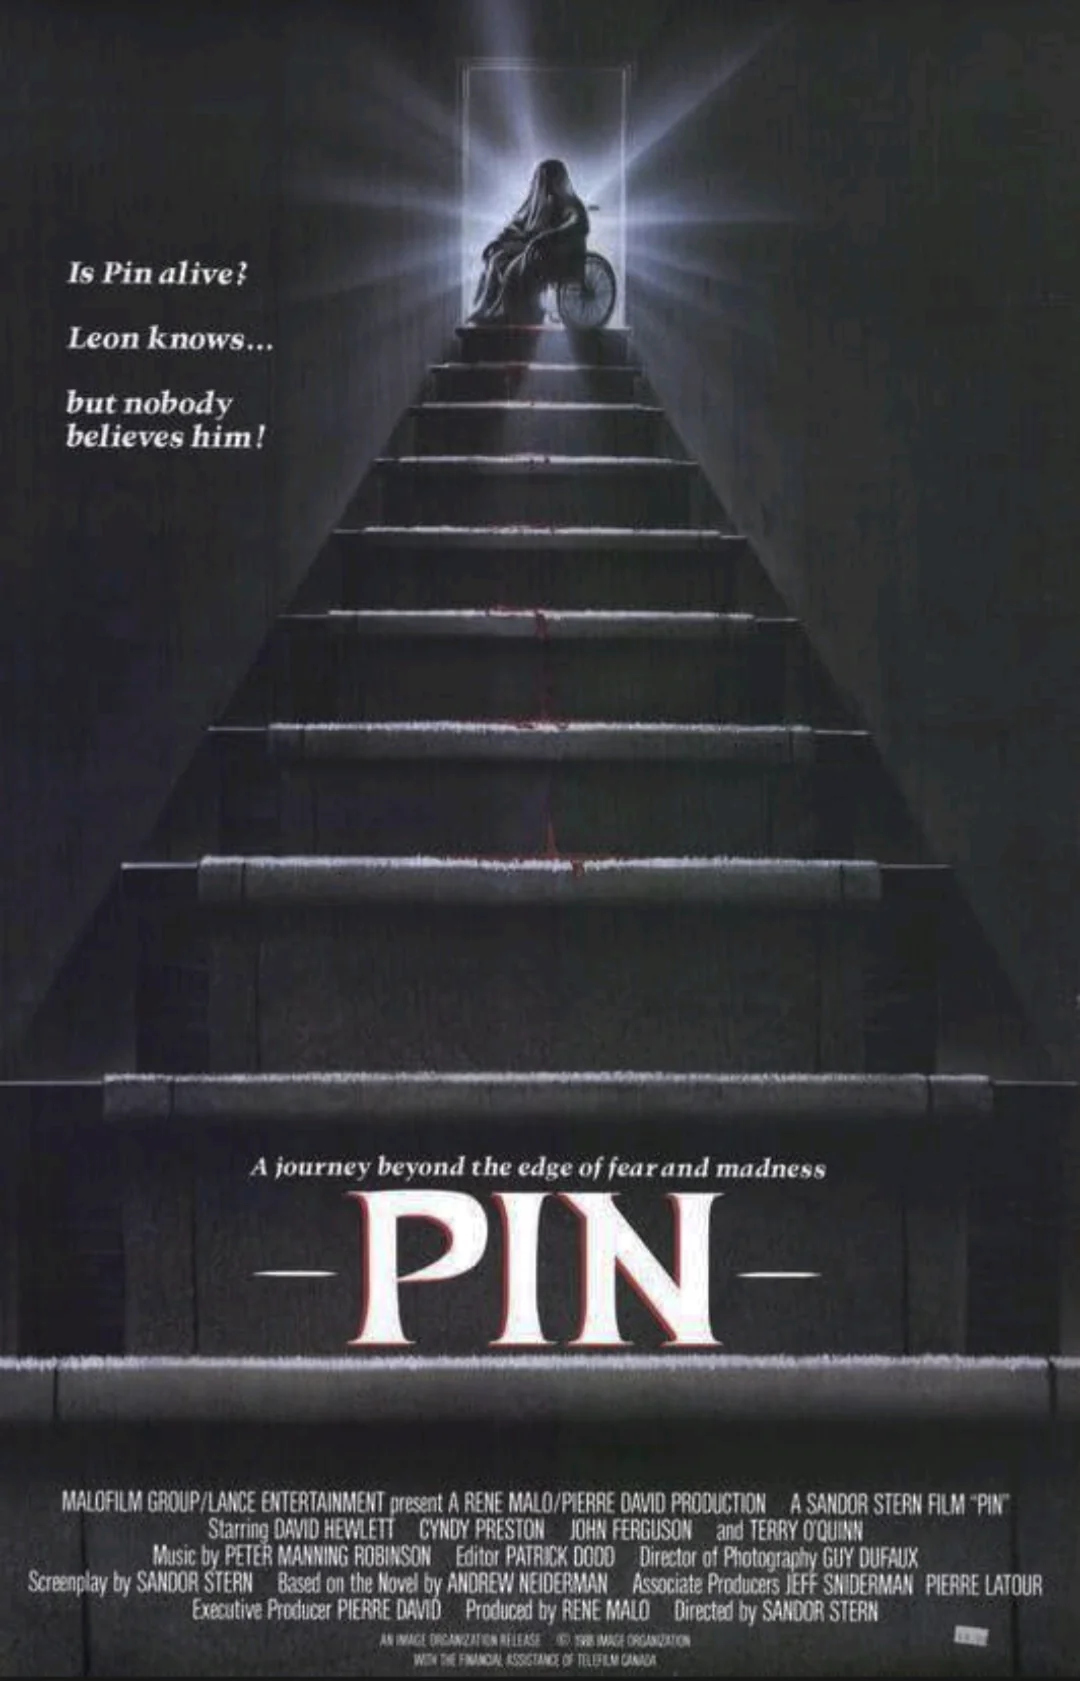 Is Pin alive?
Leon knows...
but nobody
believes him!
A journey beyond the edge of fear and madness
PIN
MALOFILM GROUP/LANCE ENTERTAINMENT present A RENE MALO/PIERRE DAVID PRODUCTION A SANDOR STERN FILM "PIN"
Starring DAVID HEWLETT CYNDY PRESTON JOHN FERGUSON and TERRY O'QUINN
Music by PETER MANNING ROBINSON Editor PATRICK DODD Director of Photography GUY DUFAUX
Screenplay by SANDOR STERN Based on the Novel by ANDREW NEIDERMAN Associate Producers JEFF SNIDERMAN PIERRE LATOUR
Executive Producer PIERRE DAVID Produced by RENE MALO Directed by SANDOR STERN
AN IMAGE ORGANIZATION RELEASE © 1988 IMAGE ORGANIZATION
WITH THE FINANCIAL ASSISTANCE OF TELEFILM CANADA